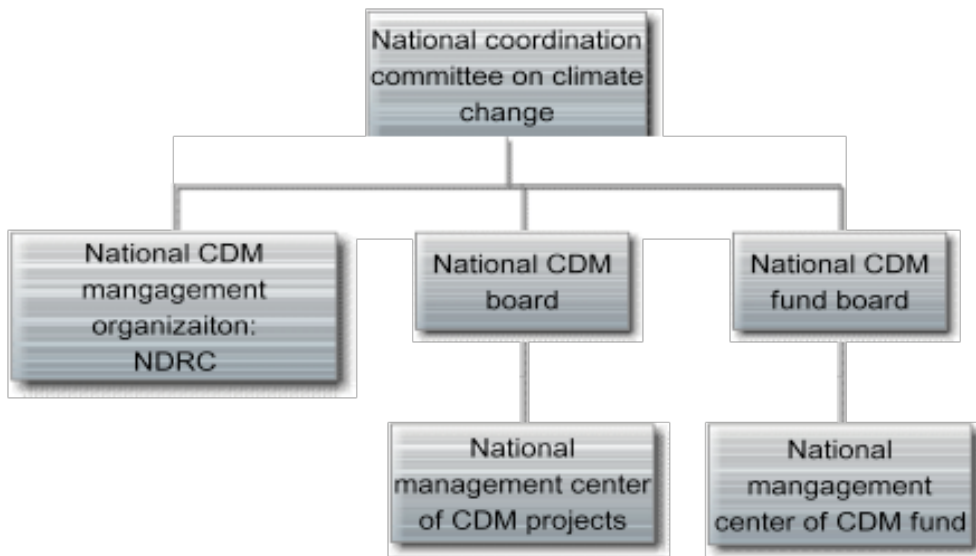 National coordination
committee on climate
change
National CDM
mangagement
organizaiton:
NDRC
National CDM
board
National CDM
fund board
National
management center
of CDM projects
National
mangagement
center of CDM fund